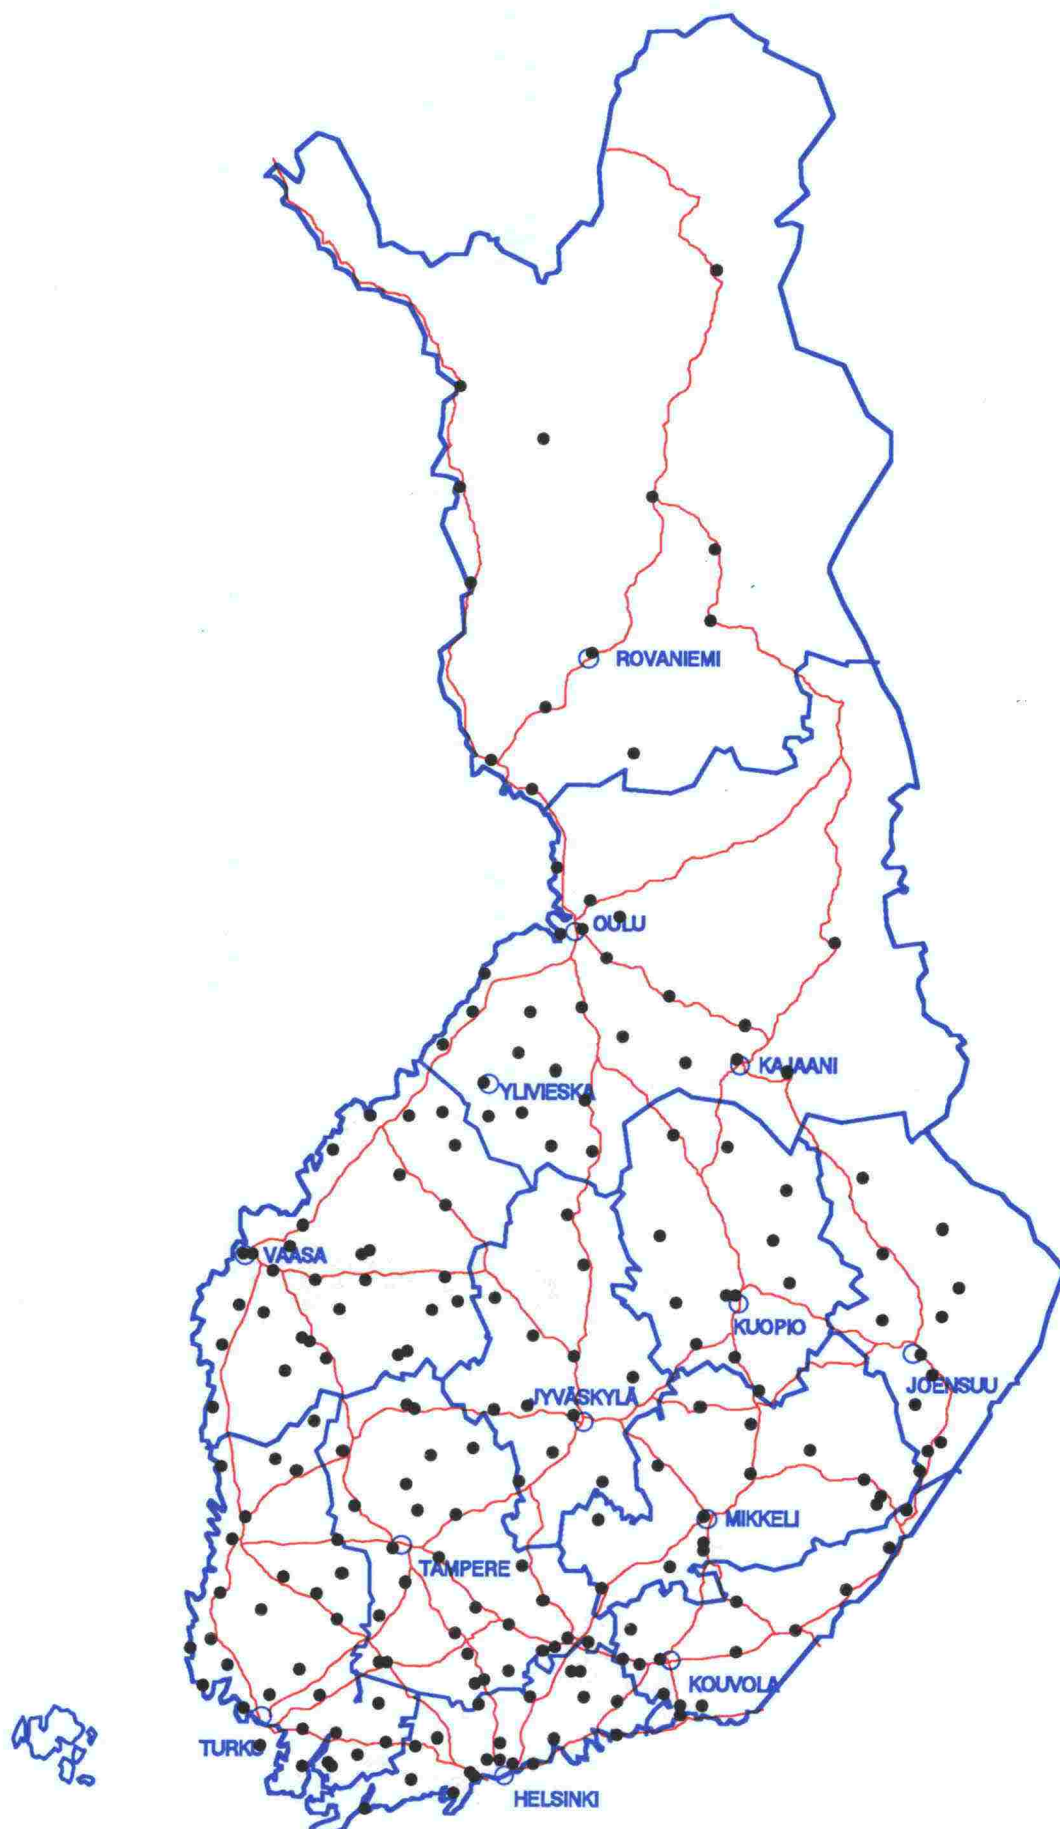 ROVANIEMI
OULU
KAJAANI
YLIVIESKA
VAASA
KUOPIO
JOENSUU
JYVÄSKYLÄ
MIKKELI
TAMPERE
KOUVOLA
TURKU
HELSINKI